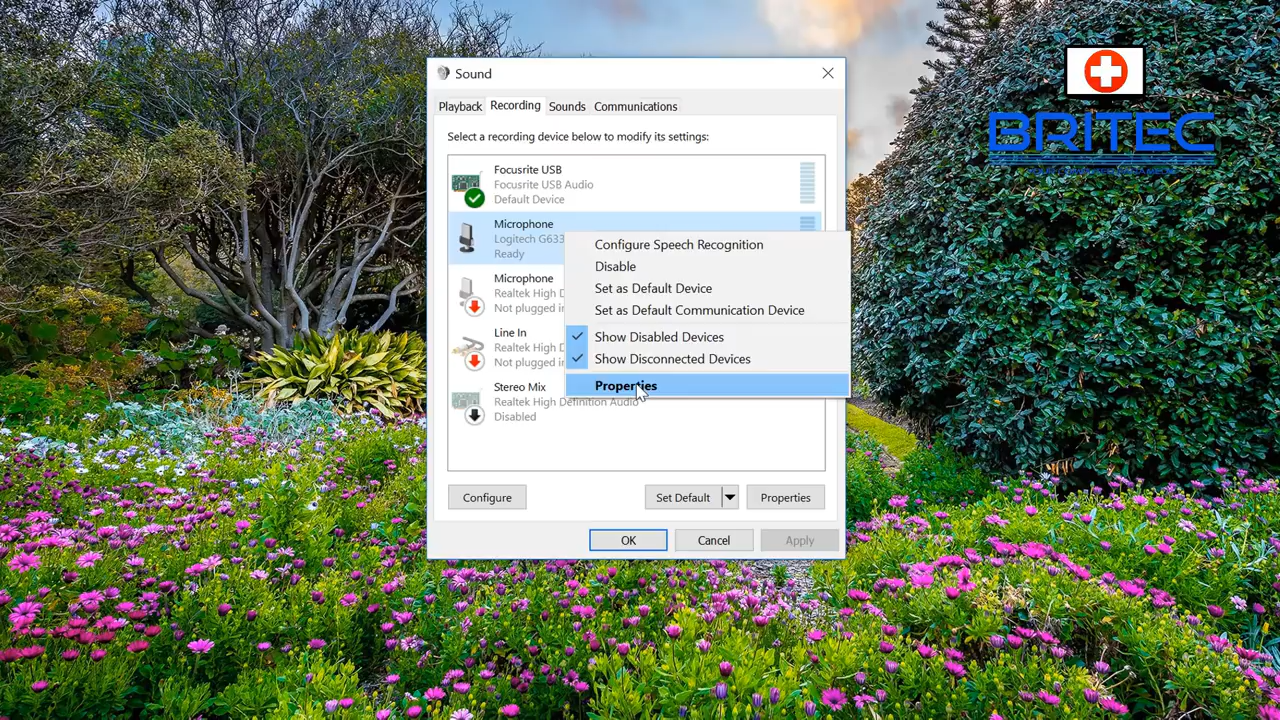 BRITEC
Sound
Playback Recording Sounds Communications
Select a recording device below to modify its settings:
Focusrite USB
Focusrite USB Audio
Default Device
Microphone
Logitech G633
Ready
Microphone
Realtek High D
Not plugged in
Line In
Realtek High D
Not plugged in
Stereo Mix
Realtek High Definition Audio
Disabled
Configure Speech Recognition
Disable
Set as Default Device
Set as Default Communication Device
Show Disabled Devices
Show Disconnected Devices
Properties
Configure Set Default Properties
OK Cancel Apply